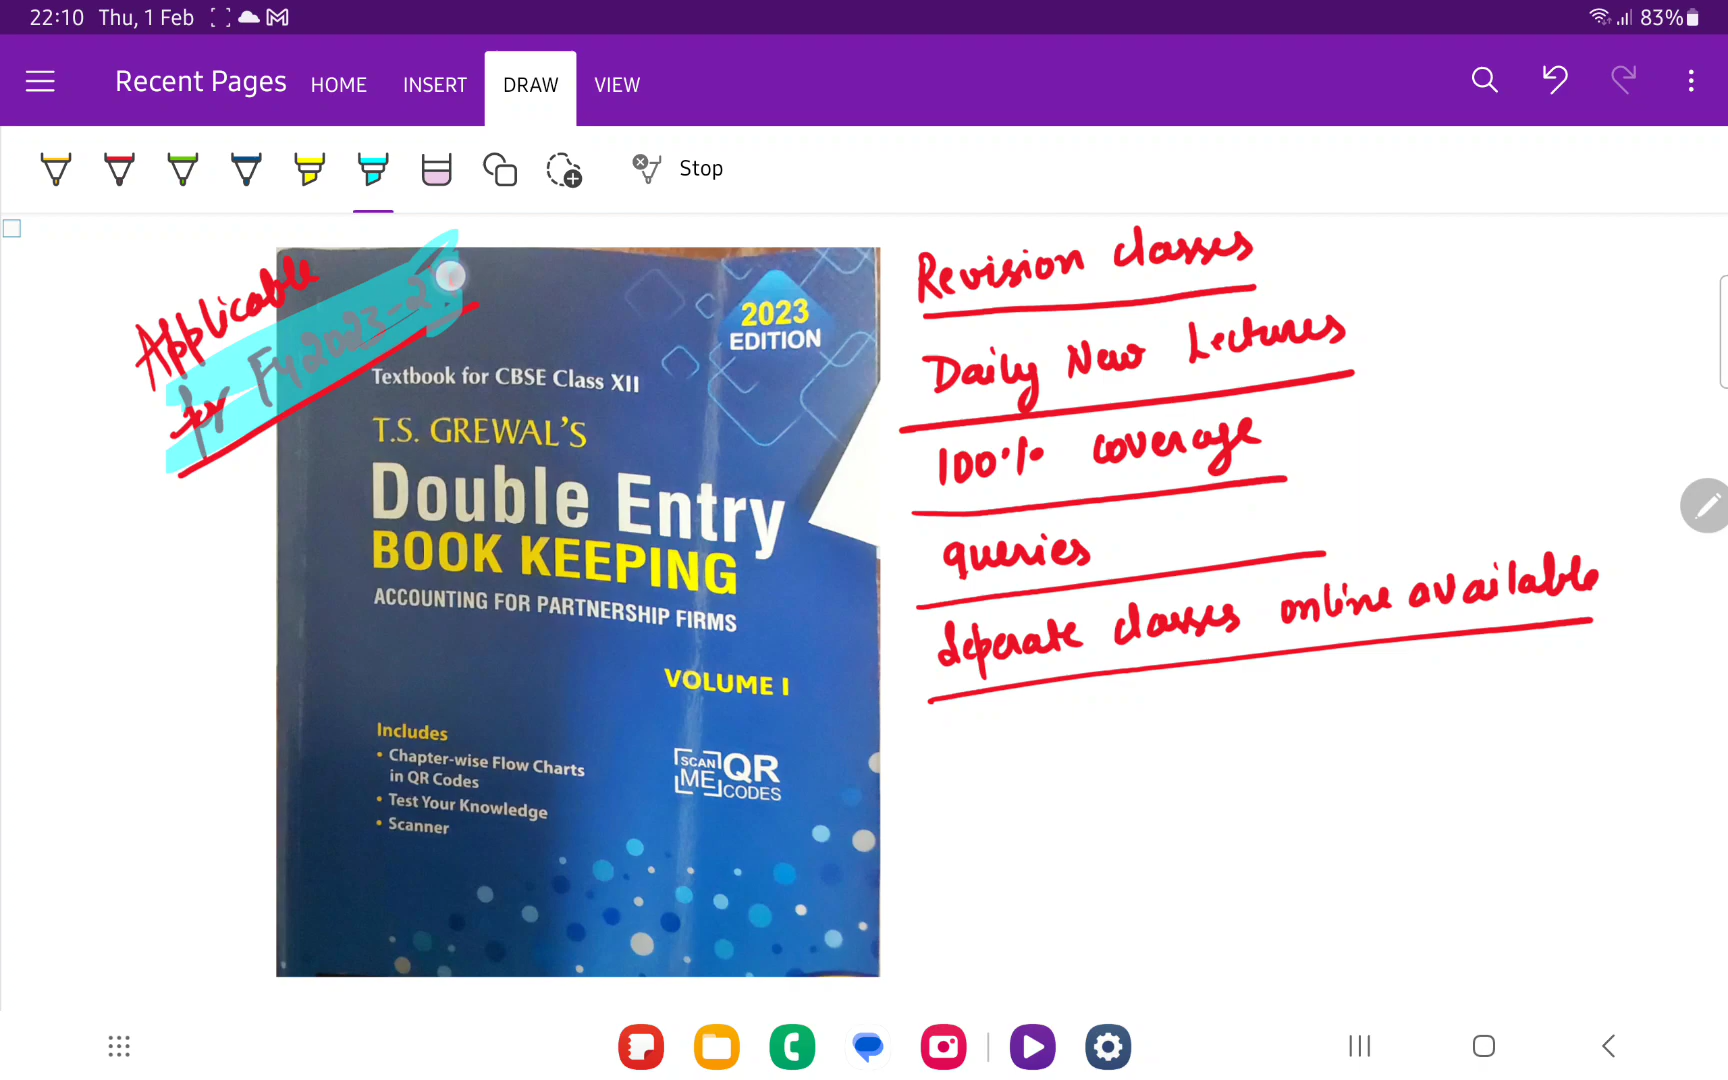 22:10 Thu, 1 Feb
83%
Recent Pages HOME INSERT DRAW VIEW
Stop
Applicable
for FY 2023-2
2023
EDITION
Textbook for CBSE Class XII
T.S. GREWAL'S
Double Entry
BOOK KEEPING
ACCOUNTING FOR PARTNERSHIP FIRMS
VOLUME I
Includes
• Chapter-wise Flow Charts
in QR Codes
• Test Your Knowledge
• Scanner
SCAN QR
ME CODES
Revision classes
Daily New Lectures
100% coverage
queries
Seperate classes online available